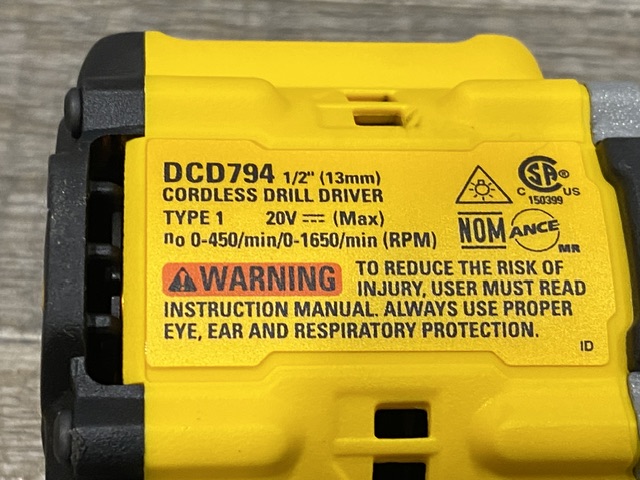 DCD794 1/2" (13mm)
CORDLESS DRILL DRIVER
TYPE 1 20V ⎓ (Max)
no 0-450/min/0-1650/min (RPM)
WARNING TO REDUCE THE RISK OF
INJURY, USER MUST READ
INSTRUCTION MANUAL. ALWAYS USE PROPER
EYE, EAR AND RESPIRATORY PROTECTION.
C SA US
150399
NOM ANCE MR
ID